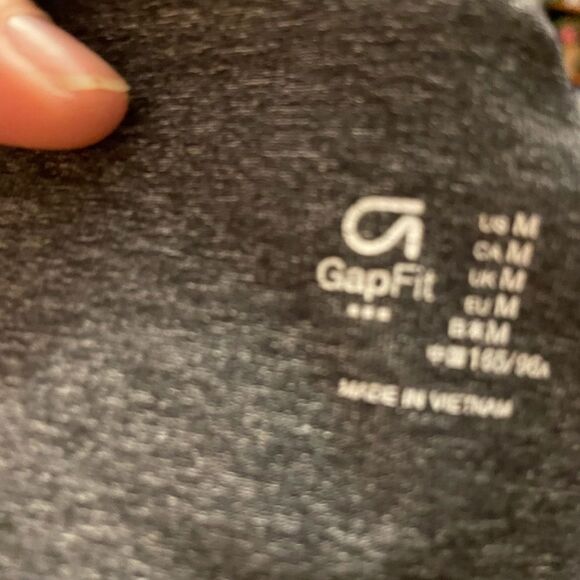 GapFit
US M
CA M
UK M
EU M
日本 M
中国 165/96A
MADE IN VIETNAM